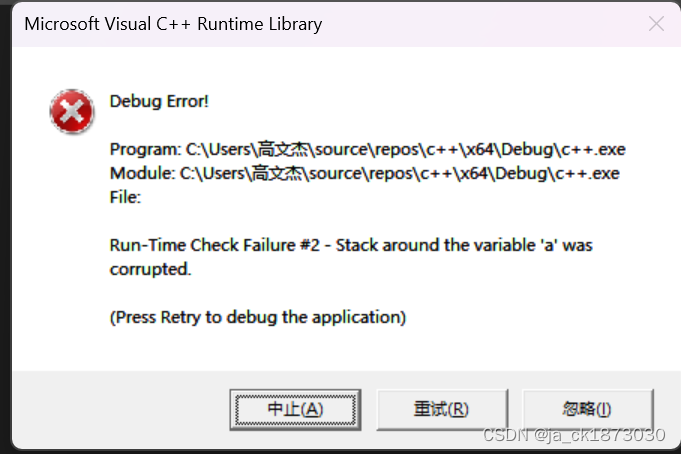 Microsoft Visual C++ Runtime Library
Debug Error!
Program: C:\Users\高文杰\source\repos\c++\x64\Debug\c++.exe
Module: C:\Users\高文杰\source\repos\c++\x64\Debug\c++.exe
File:
Run-Time Check Failure #2 - Stack around the variable 'a' was
corrupted.
(Press Retry to debug the application)
中止(A) 重试(R) 忽略(I)
CSDN @ja_ck1873030